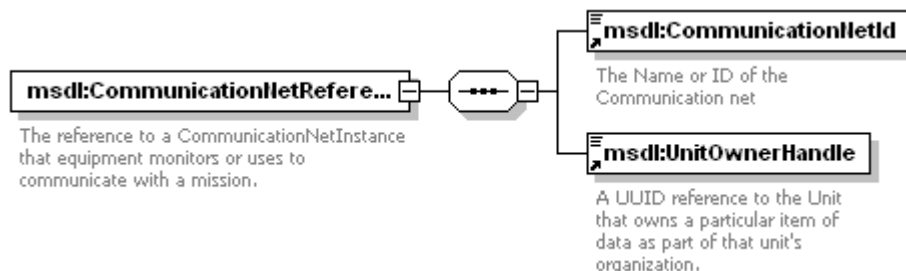 msdl:CommunicationNetId
The Name or ID of the
Communication net
msdl:CommunicationNetRefere...
The reference to a CommunicationNetInstance
that equipment monitors or uses to
communicate with a mission.
msdl:UnitOwnerHandle
A UUID reference to the Unit
that owns a particular item of
data as part of that unit's
organization.